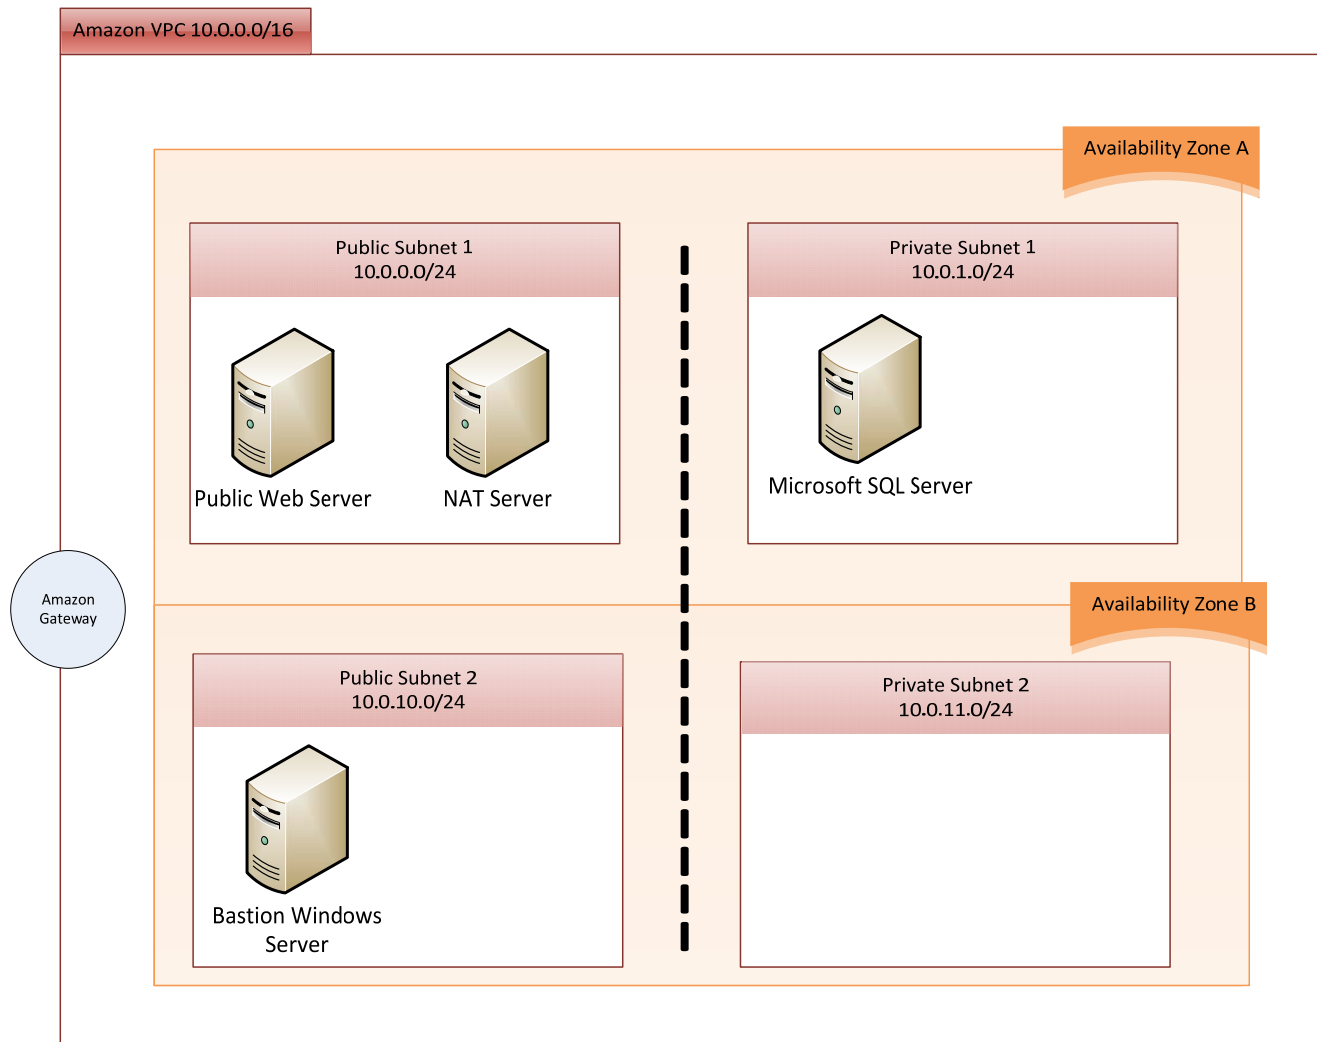 Amazon VPC 10.0.0.0/16
Availability Zone A
Public Subnet 1
10.0.0.0/24
Private Subnet 1
10.0.1.0/24
Public Web Server
NAT Server
Microsoft SQL Server
Amazon
Gateway
Availability Zone B
Public Subnet 2
10.0.10.0/24
Private Subnet 2
10.0.11.0/24
Bastion Windows
Server